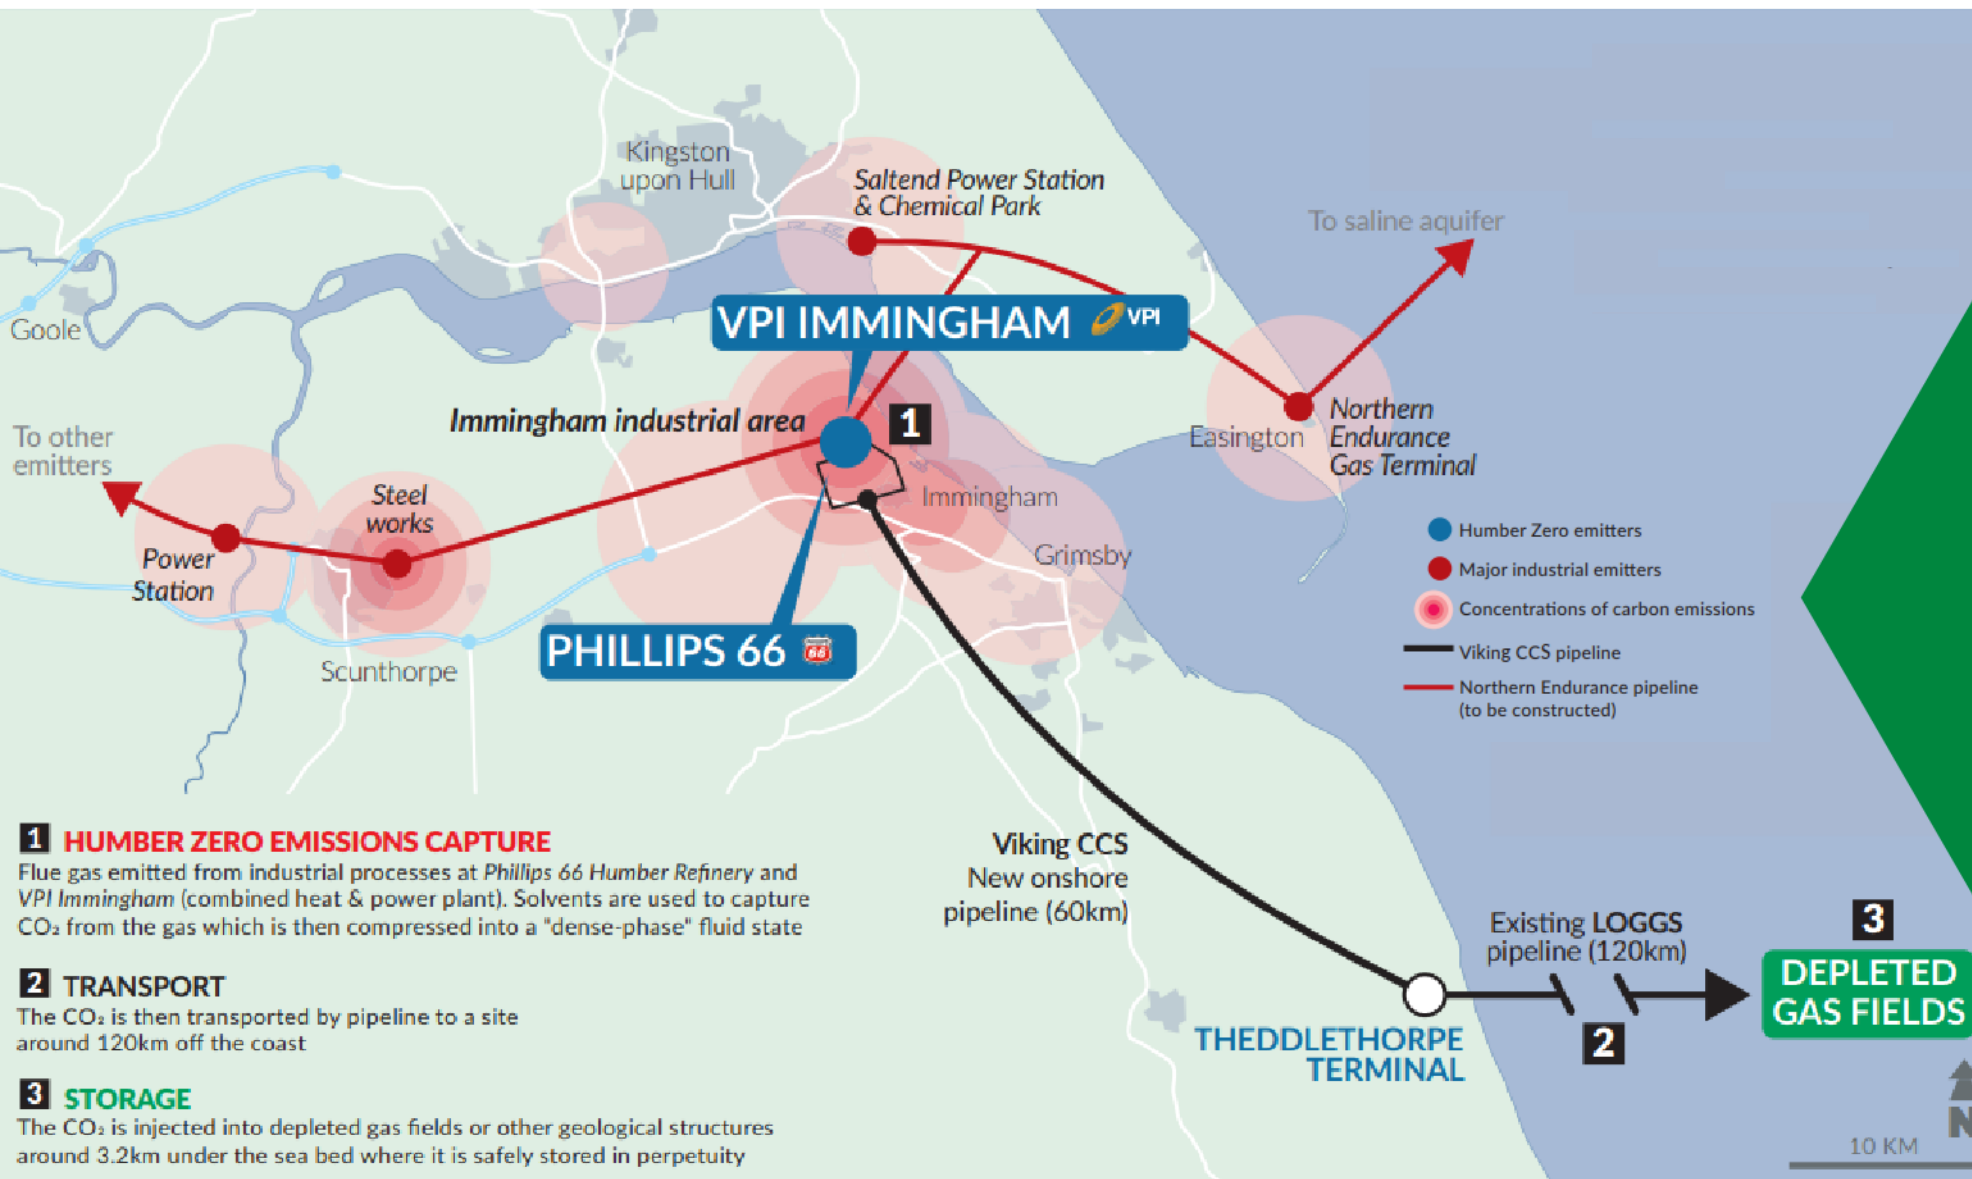 Kingston
upon Hull
Saltend Power Station
& Chemical Park
To saline aquifer
Goole
VPI IMMINGHAM VPI
To other
emitters
Immingham industrial area
1
Northern
Endurance
Gas Terminal
Easington
Steel
works
Immingham
Power
Station
Grimsby
Humber Zero emitters
Major industrial emitters
Concentrations of carbon emissions
Viking CCS pipeline
Northern Endurance pipeline
(to be constructed)
PHILLIPS 66 66
Scunthorpe
1 HUMBER ZERO EMISSIONS CAPTURE
Flue gas emitted from industrial processes at Phillips 66 Humber Refinery and
VPI Immingham (combined heat & power plant). Solvents are used to capture
CO₂ from the gas which is then compressed into a "dense-phase" fluid state
2 TRANSPORT
The CO₂ is then transported by pipeline to a site
around 120km off the coast
3 STORAGE
The CO₂ is injected into depleted gas fields or other geological structures
around 3.2km under the sea bed where it is safely stored in perpetuity
Viking CCS
New onshore
pipeline (60km)
Existing LOGGS
pipeline (120km)
3
DEPLETED
GAS FIELDS
2
THEDDLETHORPE
TERMINAL
N
10 KM